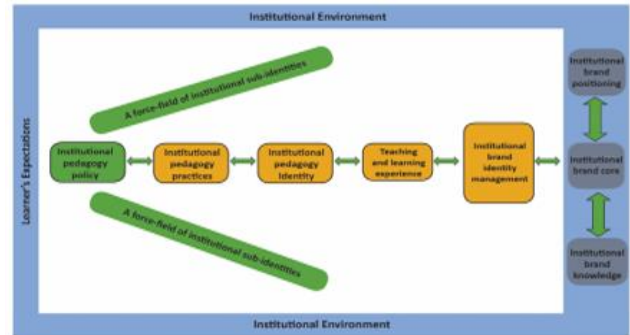 Institutional Environment
Learner's Expectations
A force-field of institutional sub-identities
Institutional
pedagogy
policy
Institutional
pedagogy
practices
Institutional
pedagogy
Identity
Teaching
and learning
experience
Institutional
brand
identity
management
Institutional
brand
positioning
Institutional
brand core
Institutional
brand
knowledge
A force-field of institutional sub-identities
Institutional Environment